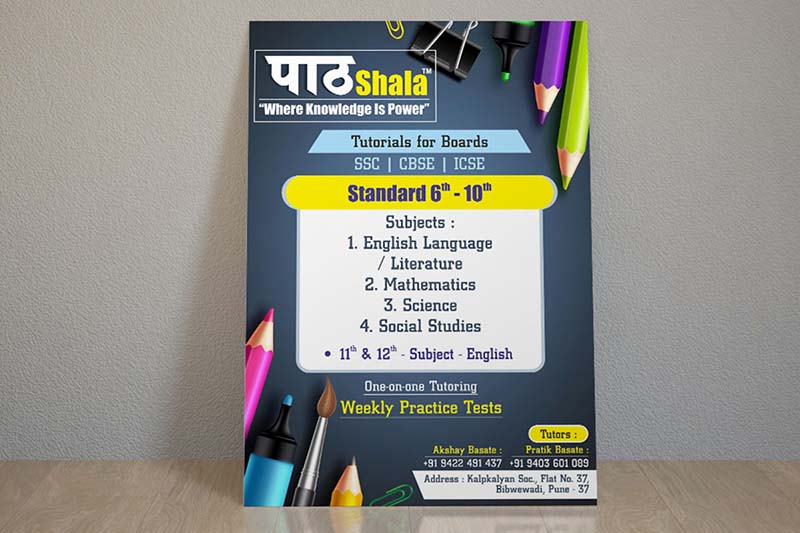 पाठShala™
"Where Knowledge Is Power"
Tutorials for Boards
SSC | CBSE | ICSE
Standard 6th - 10th
Subjects :
1. English Language
/ Literature
2. Mathematics
3. Science
4. Social Studies
• 11th & 12th - Subject - English
One-on-one Tutoring
Weekly Practice Tests
Tutors :
Akshay Basate :
+91 9422 491 437
Pratik Basate :
+91 9403 601 089
Address : Kalpkalyan Soc., Flat No. 37,
Bibwewadi, Pune - 37